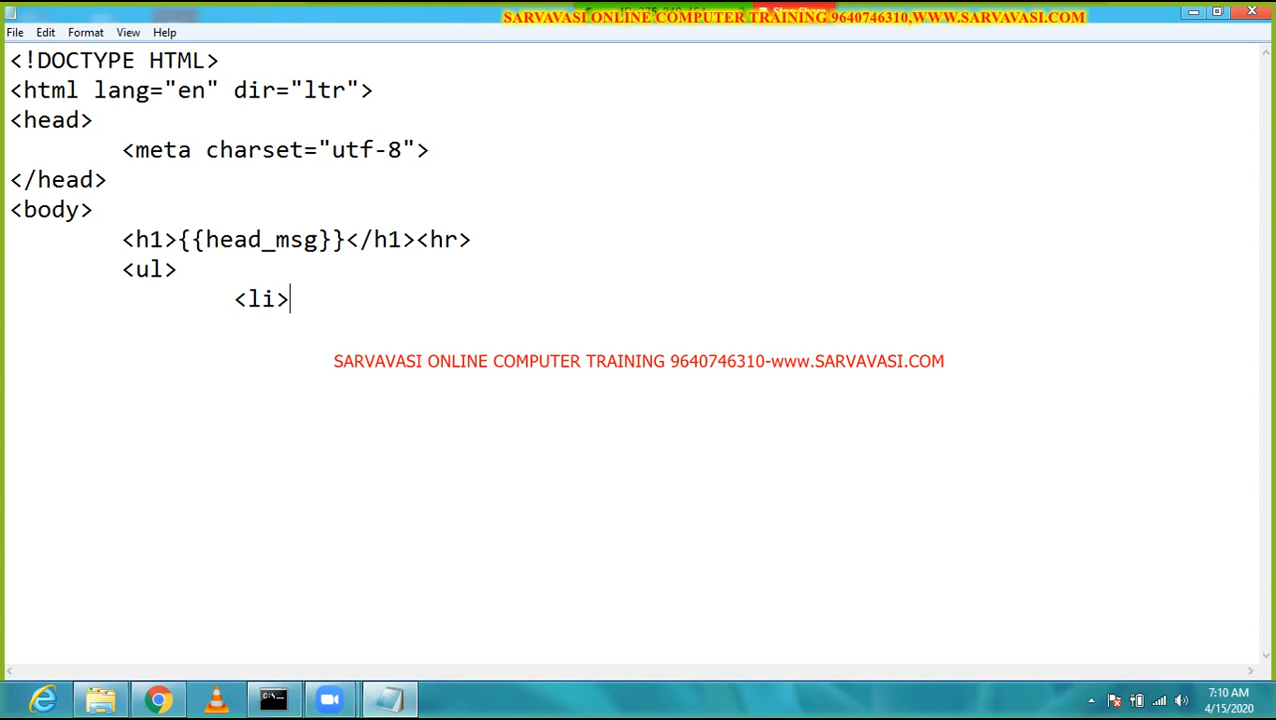 SARVAVASI ONLINE COMPUTER TRAINING 9640746310,WWW.SARVAVASI.COM
File Edit Format View Help
<!DOCTYPE HTML>
<html lang="en" dir="ltr">
<head>
<meta charset="utf-8">
</head>
<body>
<h1>{{head_msg}}</h1><hr>
<ul>
<li>
SARVAVASI ONLINE COMPUTER TRAINING 9640746310-www.SARVAVASI.COM
7:10 AM
4/15/2020